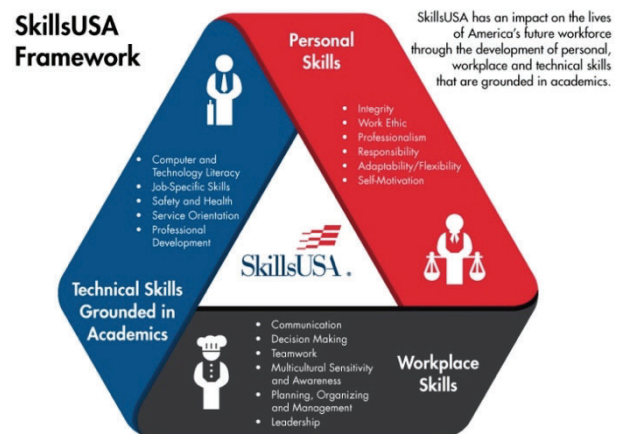 SkillsUSA
Framework
SkillsUSA has an impact on the lives
of America's future workforce
through the development of personal,
workplace and technical skills
that are grounded in academics.
Personal
Skills
• Integrity
• Work Ethic
• Professionalism
• Responsibility
• Adaptability/Flexibility
• Self-Motivation
• Computer and
Technology Literacy
• Job-Specific Skills
• Safety and Health
• Service Orientation
• Professional
Development
SkillsUSA.
Technical Skills
Grounded in
Academics
• Communication
• Decision Making
• Teamwork
• Multicultural Sensitivity
and Awareness
• Planning, Organizing
and Management
• Leadership
Workplace
Skills